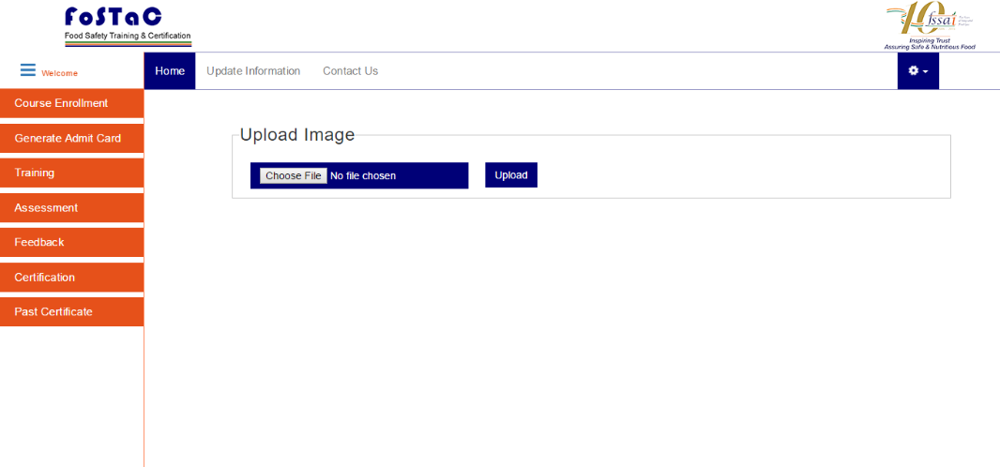 FoSTaC
Food Safety Training & Certification
10 fssai
Inspiring Trust
Assuring Safe & Nutritious Food
Welcome
Home
Update Information
Contact Us
Course Enrollment
Generate Admit Card
Training
Assessment
Feedback
Certification
Past Certificate
Upload Image
Choose File No file chosen
Upload